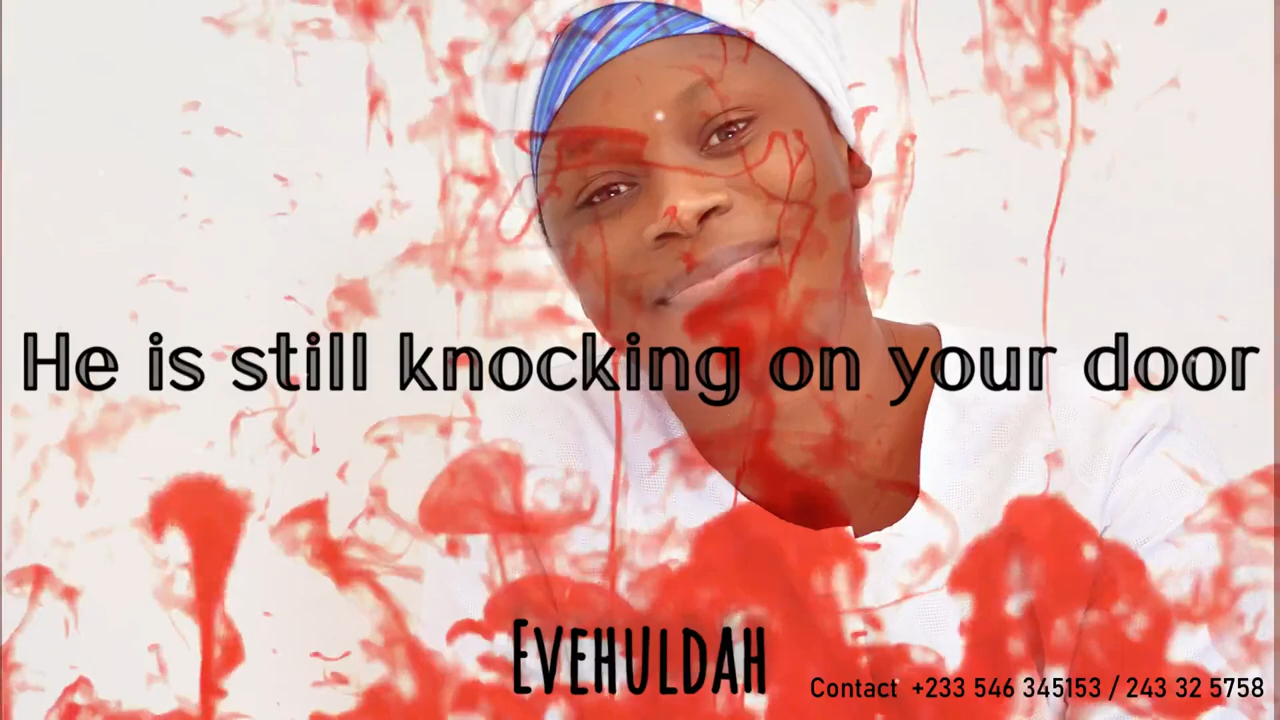 He is still knocking on your door
EVEHULDAH
Contact +233 546 345153 / 243 32 5758